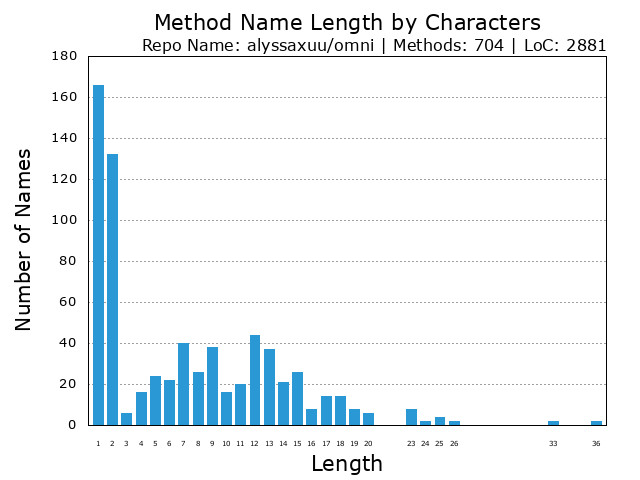 Method Name Length by Characters
Repo Name: alyssaxuu/omni | Methods: 704 | LoC: 2881
Number of Names
180
160
140
120
100
80
60
40
20
0
1 2 3 4 5 6 7 8 9 10 11 12 13 14 15 16 17 18 19 20 23 24 25 26 33 36
Length